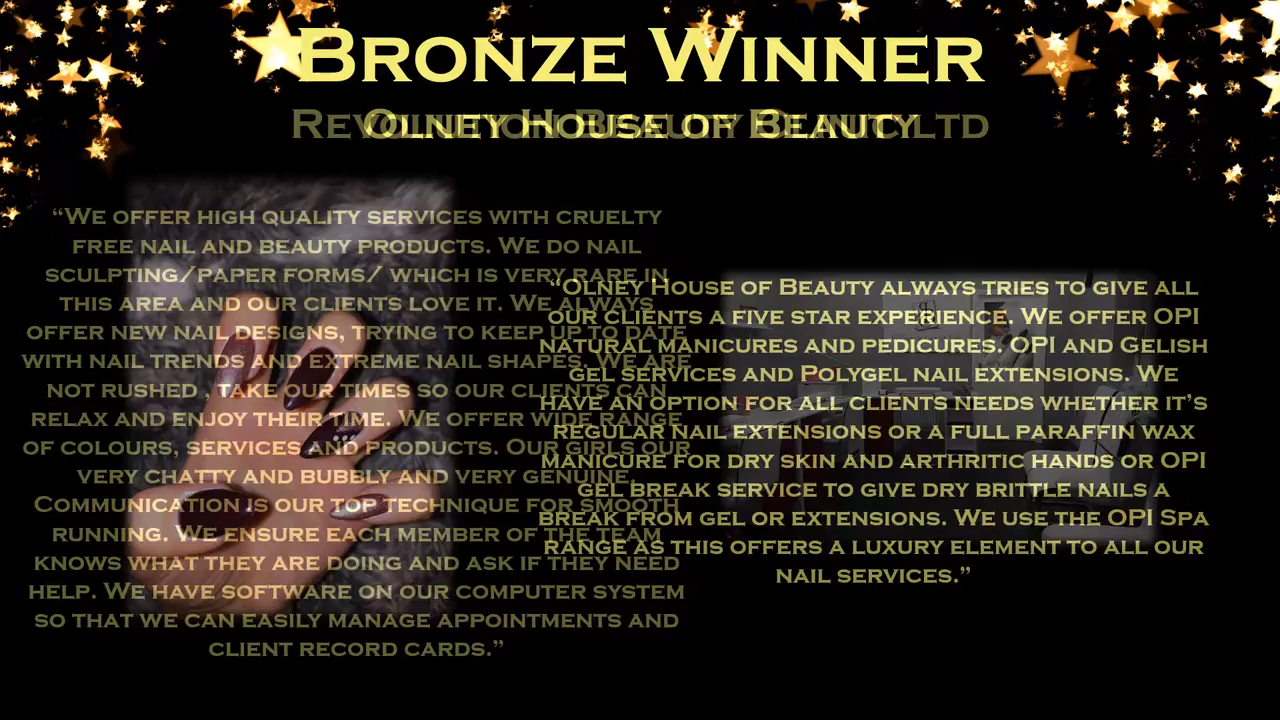 Bronze Winner
Olney House of Beauty
Ltd
“We offer high quality services with cruelty
free nail and beauty products. We do nail
sculpting/paper forms/ which is very rare in
this area and our clients love it. We always
offer new nail designs, trying to keep up to date
with nail trends and extreme nail shapes. We are
not rushed , take our times so our clients can
relax and enjoy their time. We offer wide range
of colours, services and products. Our girls our
very chatty and bubbly and very genuine.
Communication is our top technique for smooth
running. We ensure each member of the team
knows what they are doing and ask if they need
help. We have software on our computer system
so that we can easily manage appointments and
client record cards.”
“Olney House of Beauty always tries to give all
our clients a five star experience. We offer OPI
natural manicures and pedicures. OPI and Gelish
gel services and Polygel nail extensions. We
have an option for all clients needs whether it’s
regular nail extensions or a full paraffin wax
manicure for dry skin and arthritic hands or OPI
gel break service to give dry brittle nails a
break from gel or extensions. We use the OPI Spa
range as this offers a luxury element to all our
nail services.”